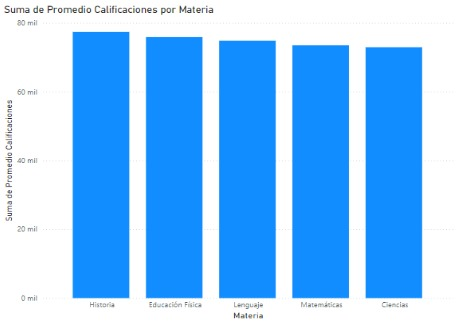 Suma de Promedio Calificaciones por Materia
80 mil
60 mil
40 mil
20 mil
0 mil
Suma de Promedio Calificaciones
Historia
Educación Física
Lenguaje
Matemáticas
Ciencias
Materia